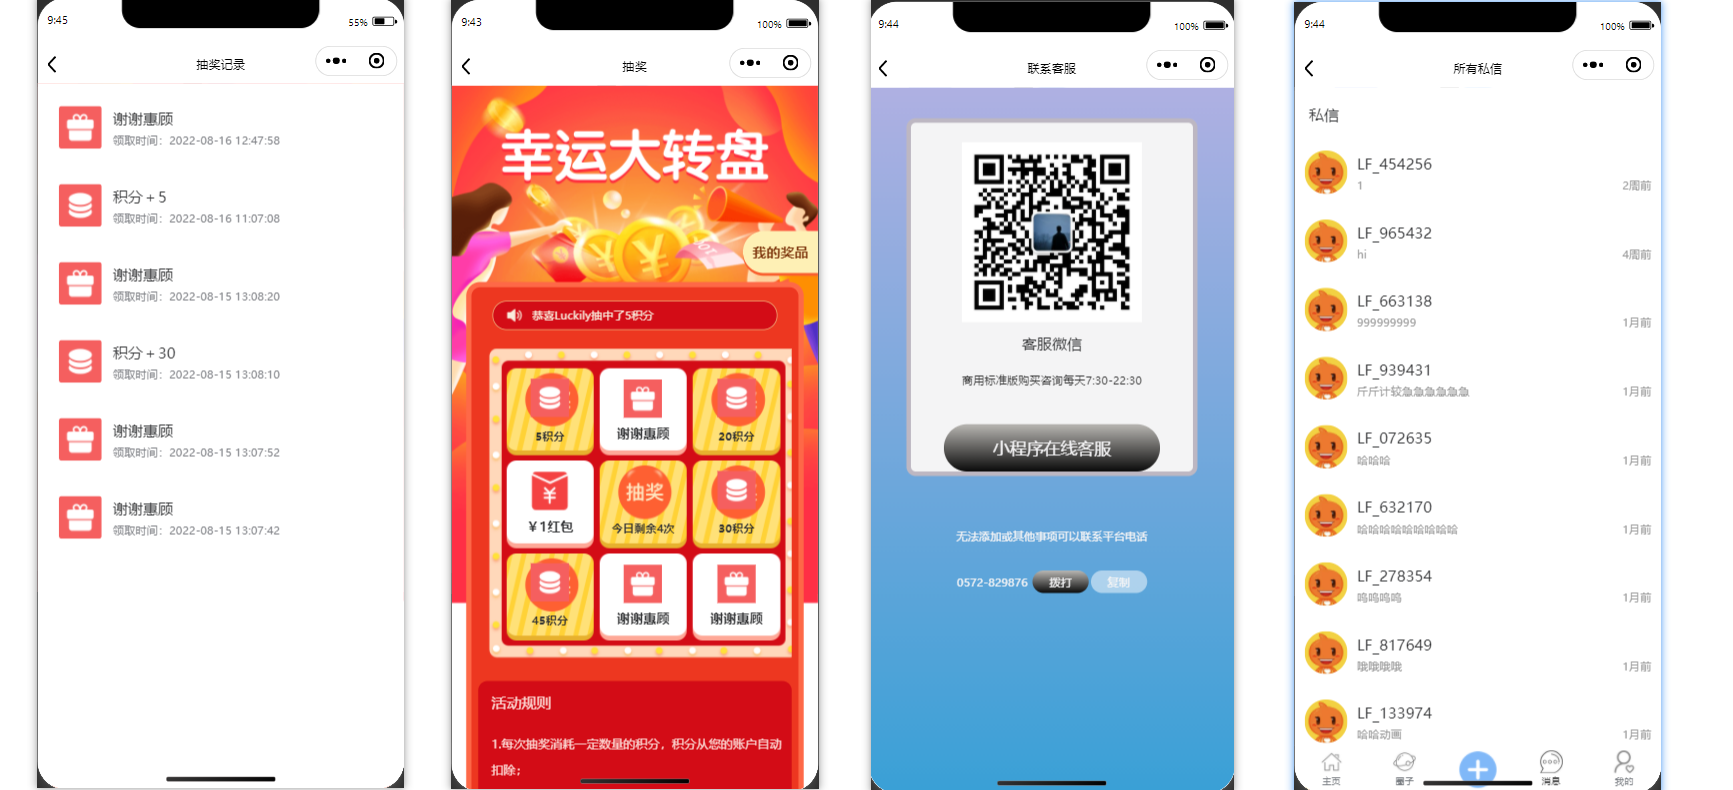 9:45
55%
抽奖记录
谢谢惠顾
领取时间：2022-08-16 12:47:58
积分+5
领取时间：2022-08-16 11:07:08
谢谢惠顾
领取时间：2022-08-15 13:08:20
积分+30
领取时间：2022-08-15 13:08:10
谢谢惠顾
领取时间：2022-08-15 13:07:52
谢谢惠顾
领取时间：2022-08-15 13:07:42
9:43
100%
抽奖
幸运大转盘
我的奖品
恭喜Luckily抽中了5积分
5积分
谢谢惠顾
20积分
￥1红包
抽奖
今日剩余4次
30积分
45积分
谢谢惠顾
谢谢惠顾
活动规则
1.每次抽奖消耗一定数量的积分，积分从您的账户自动
扣除；
9:44
100%
联系客服
客服微信
商用标准版购买咨询每天7:30-22:30
小程序在线客服
无法添加或其他事项可以联系平台电话
0572-829876 拨打 复制
9:44
100%
所有私信
私信
LF_454256
1
2周前
LF_965432
hi
4周前
LF_663138
999999999
1月前
LF_939431
斤斤计较急急急急急急
1月前
LF_072635
哈哈哈
1月前
LF_632170
哈哈哈哈哈哈哈哈哈
1月前
LF_278354
呜呜呜呜
1月前
LF_817649
哦哦哦哦
1月前
LF_133974
哈哈动画
1月前
主页
圈子
消息
我的